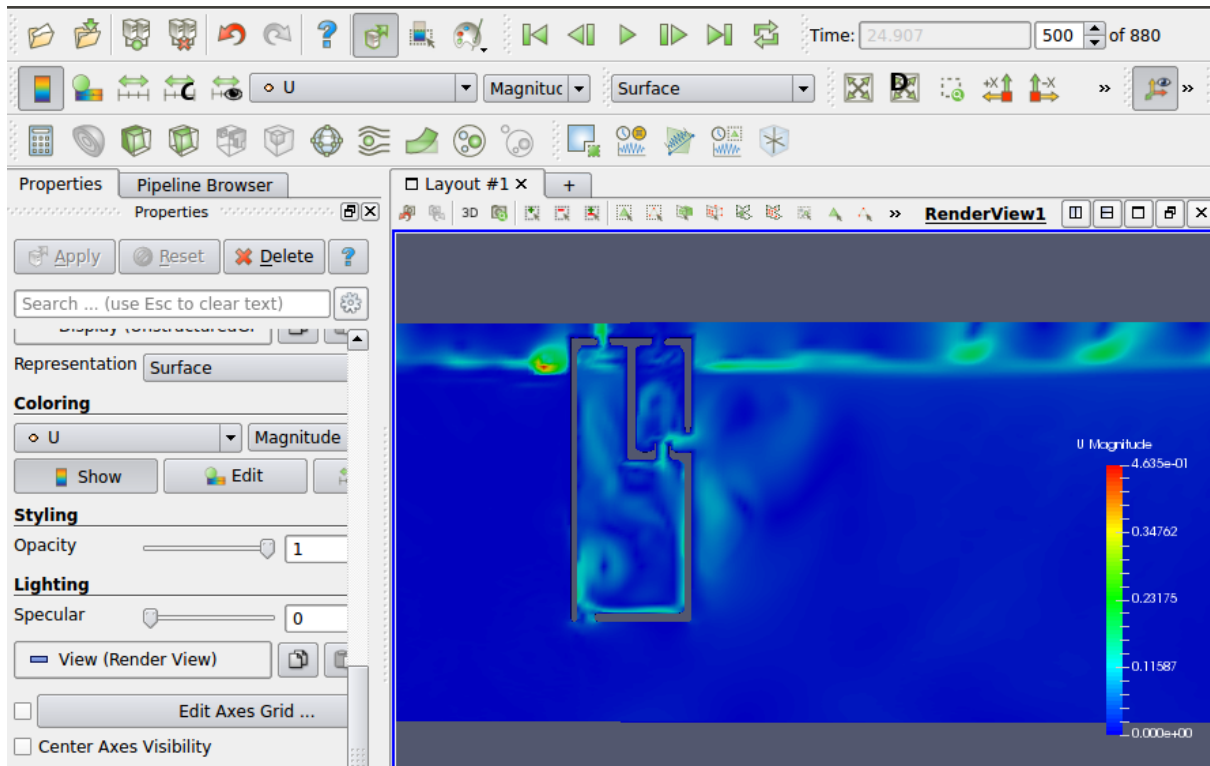 Time: 24.907 500 of 880
U Magnituc Surface
D
+X -X » »
Properties Pipeline Browser
Layout #1 × +
Properties
3D » RenderView1
Apply Reset Delete ?
Search ... (use Esc to clear text)
Representation Surface
Coloring
U Magnitude
Show Edit
Styling
Opacity 1
Lighting
Specular 0
View (Render View)
Edit Axes Grid ...
Center Axes Visibility
U Magnitude
4.635e-01
0.34762
0.23175
0.11587
0.000e+00